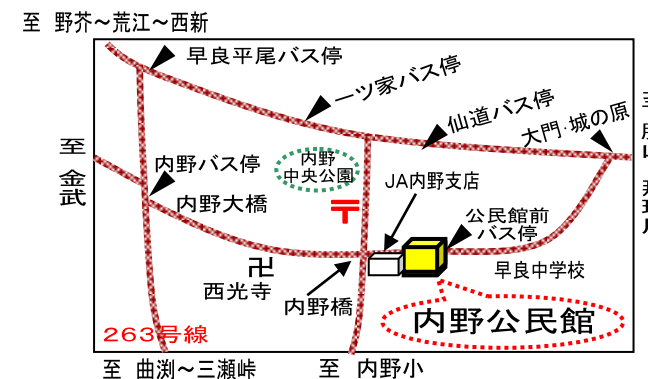 至 野芥～荒江～西新
早良平尾バス停
一ツ家バス停
仙道バス停
大門・城の原
至
金
武
内野バス停
内野大橋
内野
中央公園
〒
JA内野支店
公民館前
バス停
卍
西光寺
内野橋
早良中学校
内野公民館
263号線
至 曲渕～三瀬峠
至 内野小